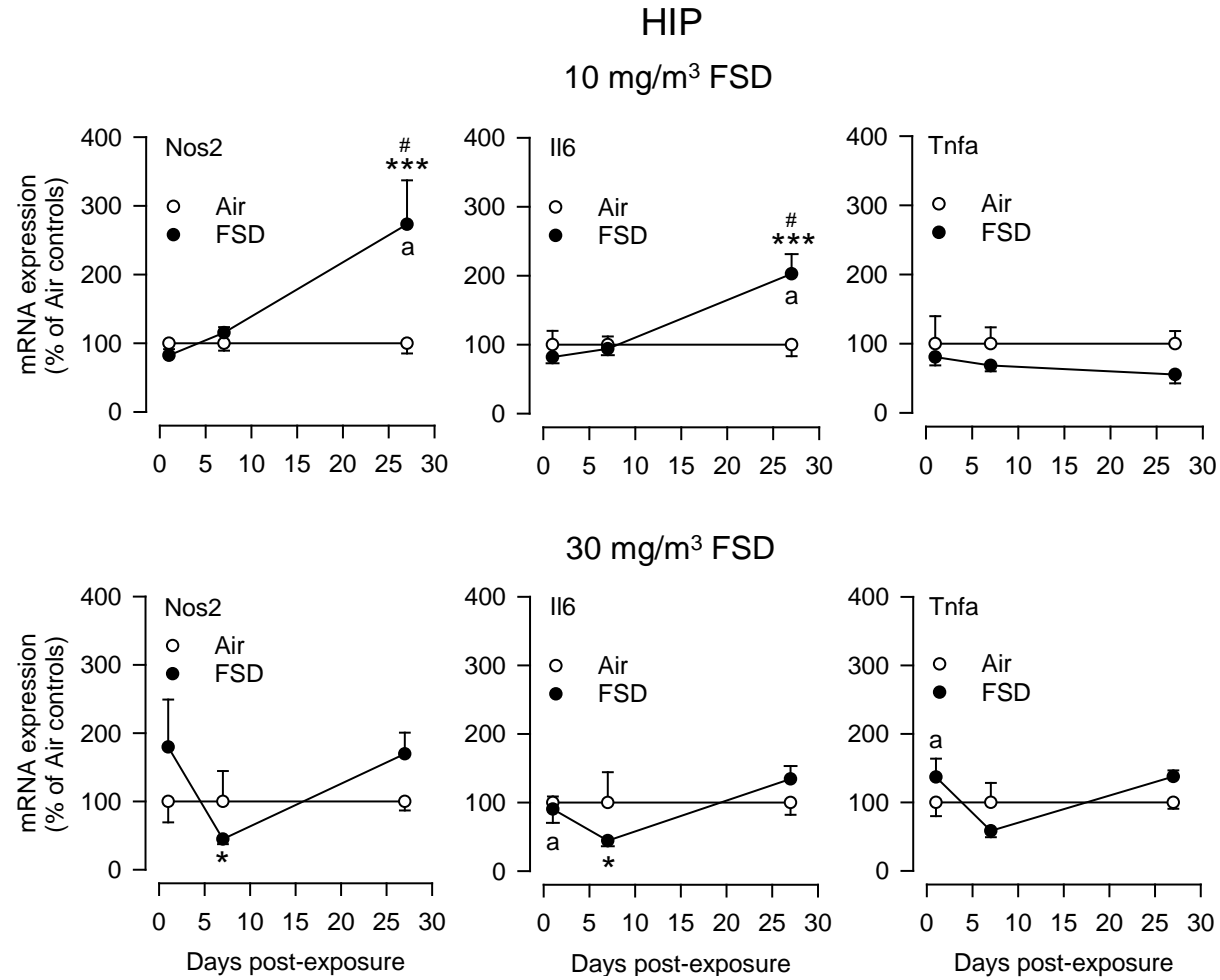 HIP
10 mg/m³ FSD
mRNA expression
(% of Air controls)
400
300
200
100
0
Nos2
Air
FSD
#
***
a
0 5 10 15 20 25 30
400
300
200
100
0
Il6
Air
FSD
#
***
a
0 5 10 15 20 25 30
400
300
200
100
0
Tnfa
Air
FSD
0 5 10 15 20 25 30
30 mg/m³ FSD
mRNA expression
(% of Air controls)
400
300
200
100
0
Nos2
Air
FSD
*
0 5 10 15 20 25 30
Days post-exposure
400
300
200
100
0
Il6
Air
FSD
a
*
0 5 10 15 20 25 30
Days post-exposure
400
300
200
100
0
Tnfa
Air
FSD
a
0 5 10 15 20 25 30
Days post-exposure